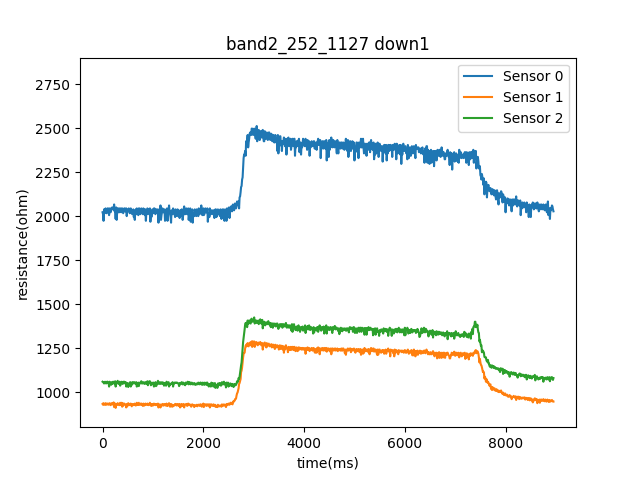 band2_252_1127 down1
Sensor 0
Sensor 1
Sensor 2
resistance(ohm)
2750
2500
2250
2000
1750
1500
1250
1000
0 2000 4000 6000 8000
time(ms)